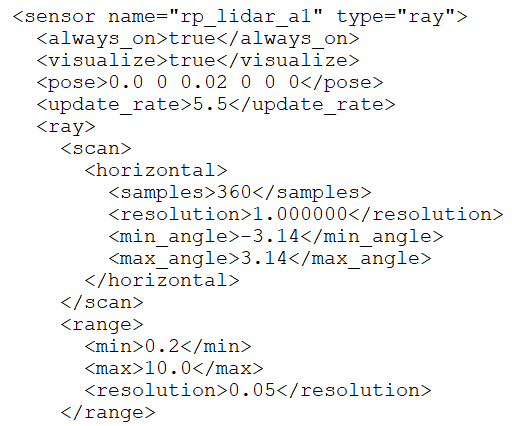 <sensor name="rp_lidar_a1" type="ray">
  <always_on>true</always_on>
  <visualize>true</visualize>
  <pose>0.0 0 0.02 0 0 0</pose>
  <update_rate>5.5</update_rate>
  <ray>
    <scan>
      <horizontal>
        <samples>360</samples>
        <resolution>1.000000</resolution>
        <min_angle>-3.14</min_angle>
        <max_angle>3.14</max_angle>
      </horizontal>
    </scan>
    <range>
      <min>0.2</min>
      <max>10.0</max>
      <resolution>0.05</resolution>
    </range>